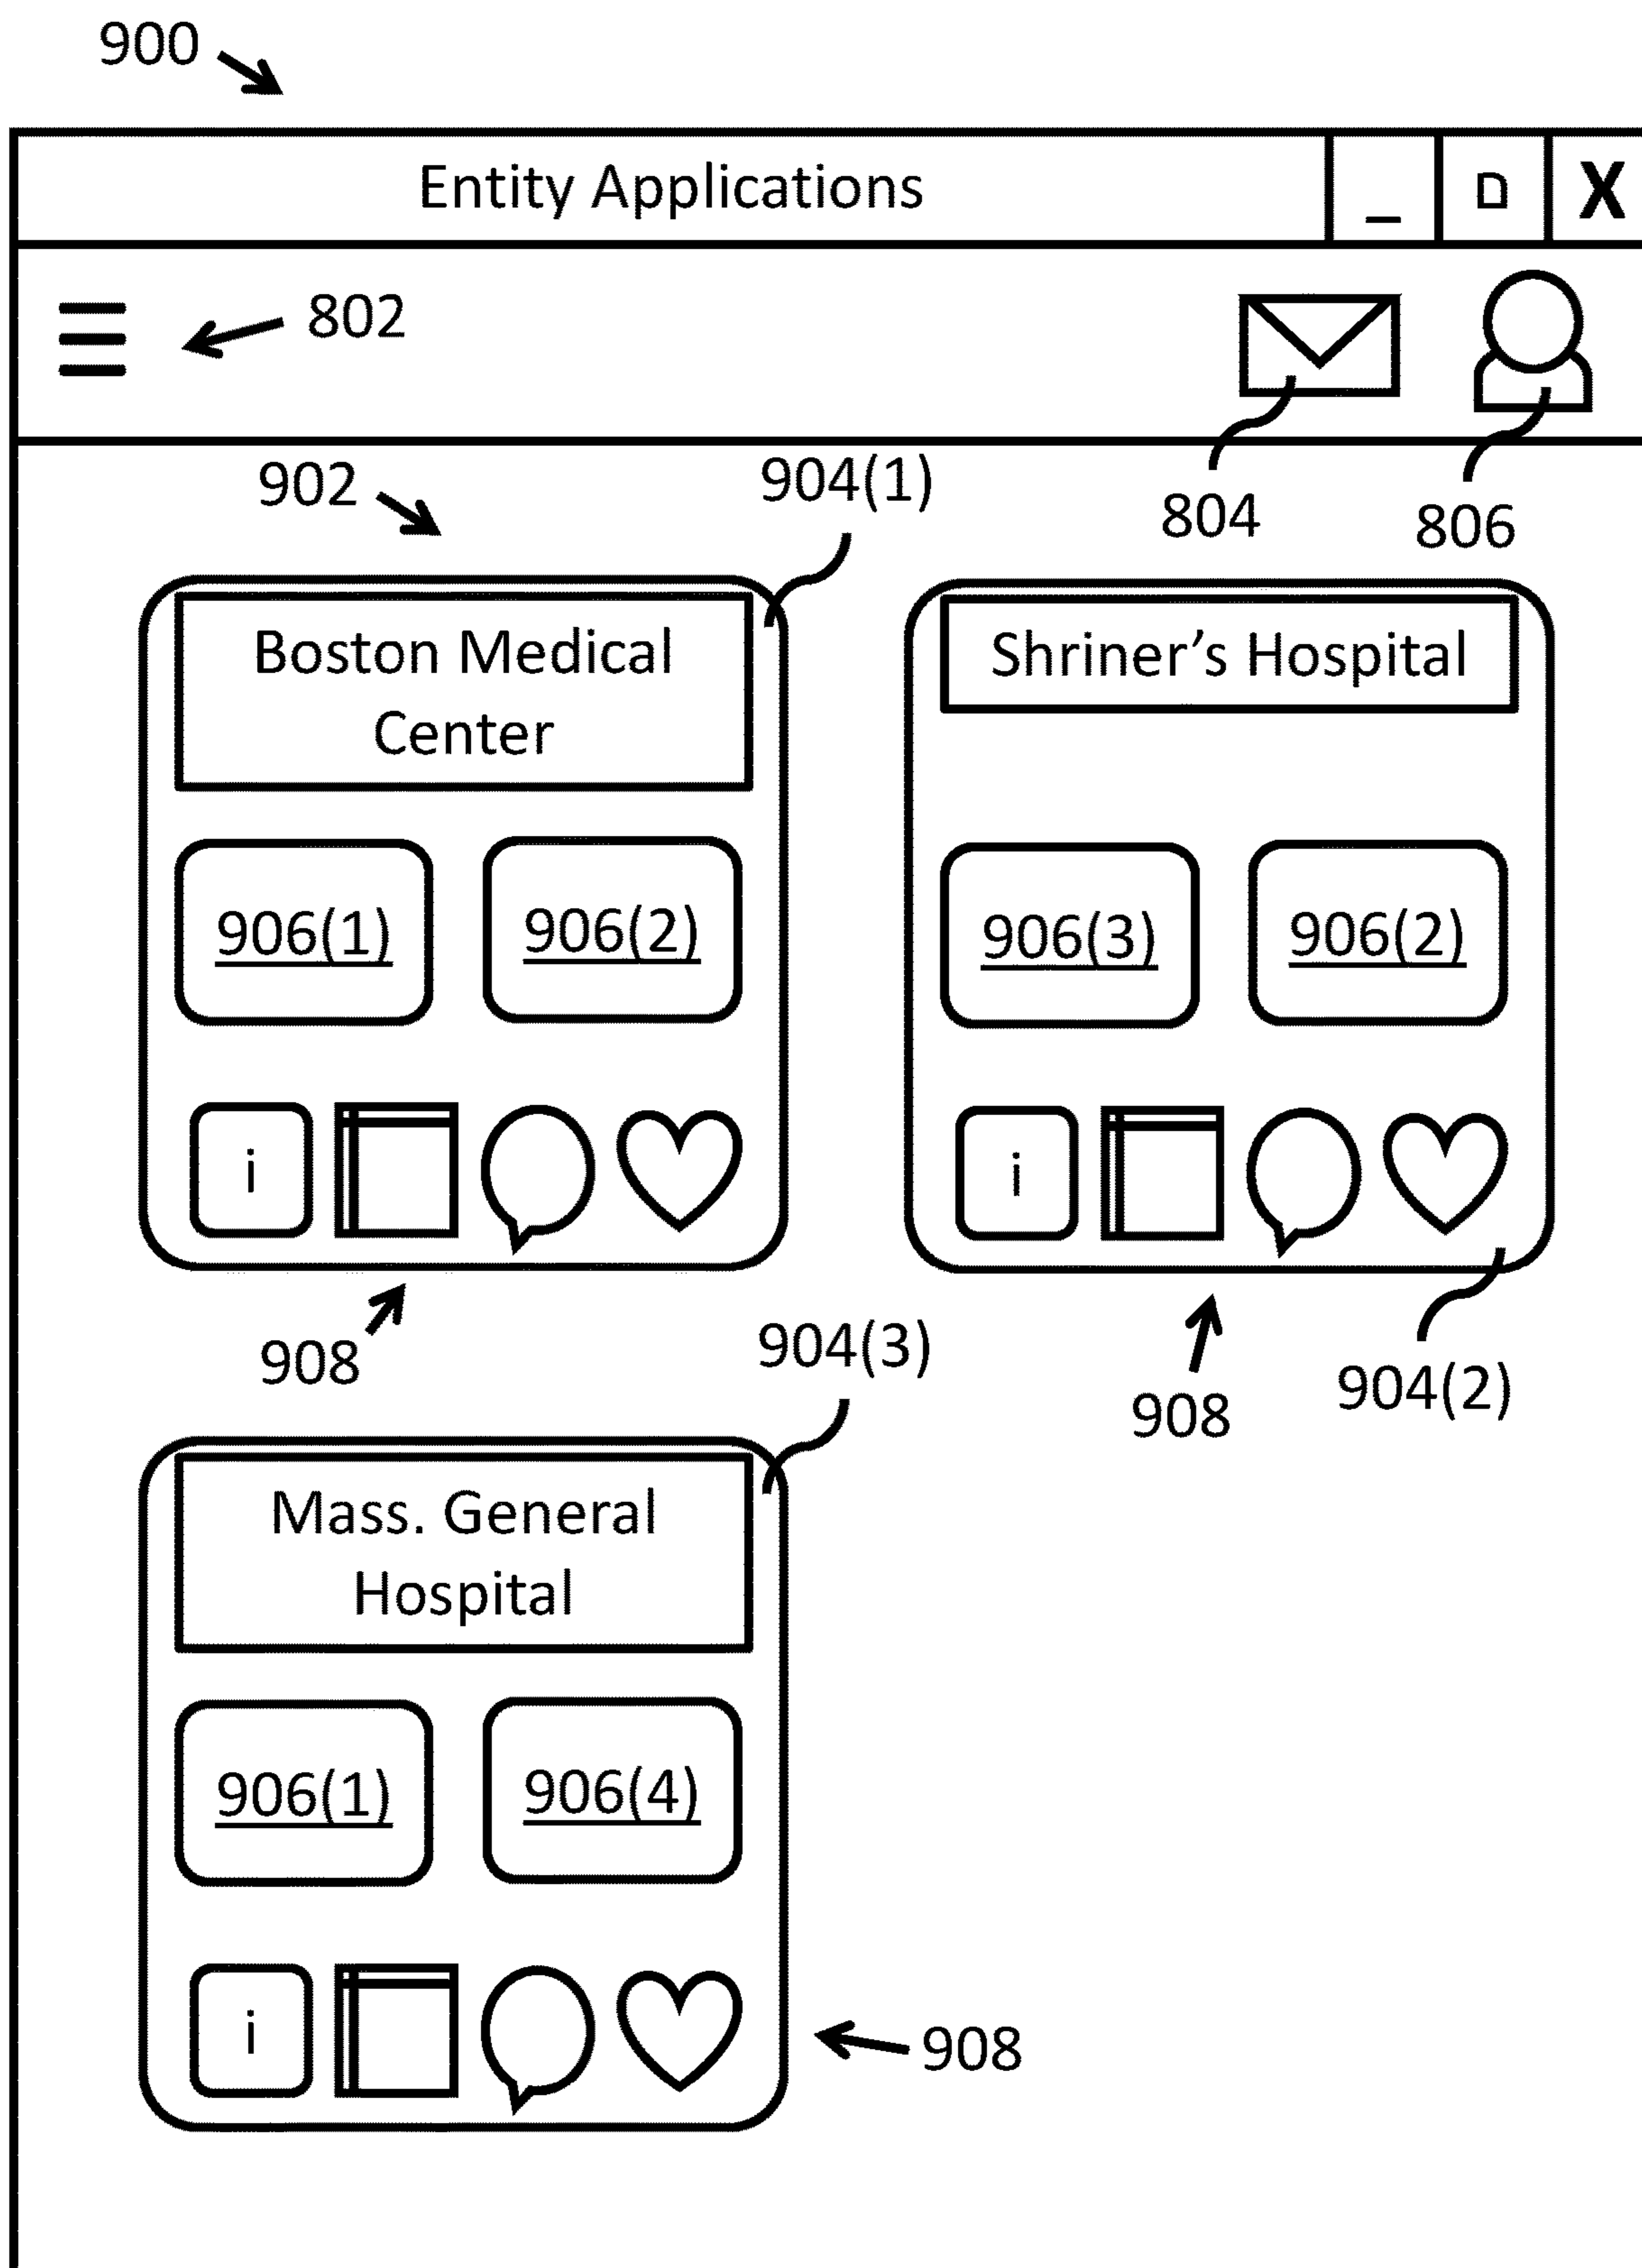 900
Entity Applications
_ X
802
804
806
902
904(1)
Boston Medical
Center
906(1)
906(2)
i
908
Shriner's Hospital
906(3)
906(2)
i
908
904(2)
904(3)
Mass. General
Hospital
906(1)
906(4)
i
908